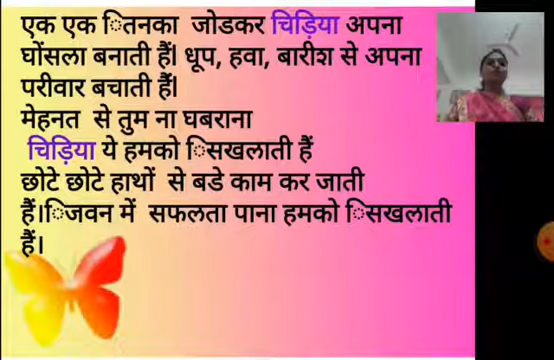 एक एक ितनका जोडकर चिड़िया अपना
घोंसला बनाती हैं। धूप, हवा, बारीश से अपना
परीवार बचाती हैं।
मेहनत से तुम ना घबराना
चिड़िया ये हमको िसखलाती हैं
छोटे छोटे हाथों से बडे काम कर जाती
हैं।िजवन में सफलता पाना हमको िसखलाती
हैं।